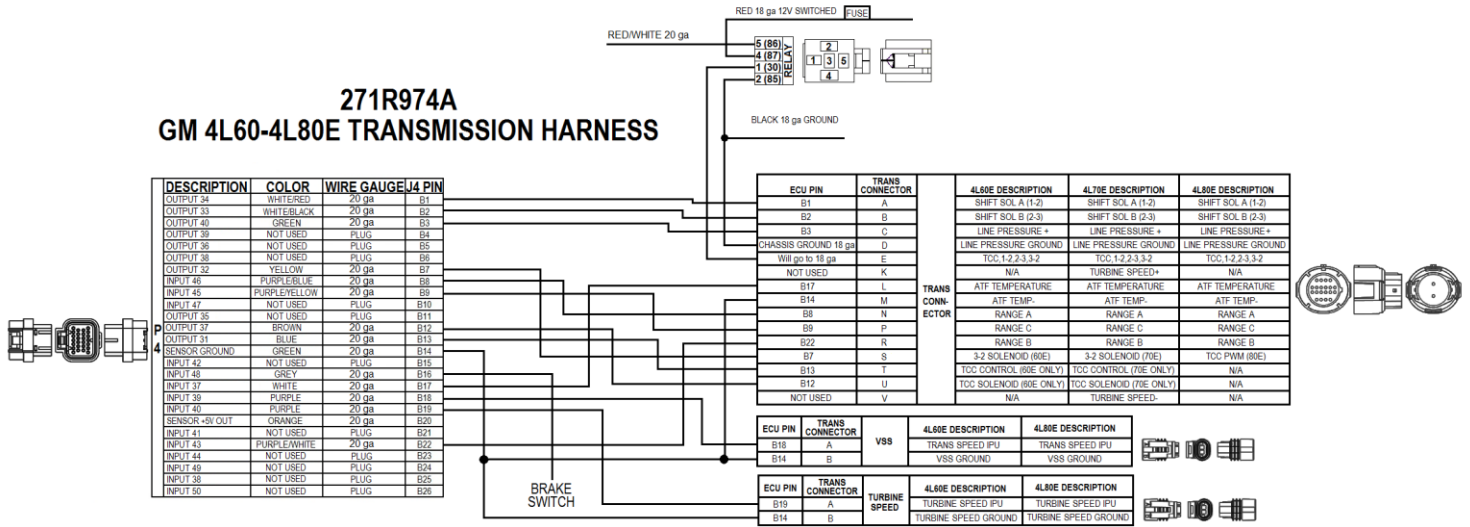 RED 18 ga 12V SWITCHED FUSE
RED/WHITE 20 ga
5 (86)
4 (87)
1 (30)
2 (85)
RELAY
2
1 3 5
4
271R974A
GM 4L60-4L80E TRANSMISSION HARNESS
BLACK 18 ga GROUND
P4
DESCRIPTION COLOR WIRE GAUGE J4 PIN
OUTPUT 34 WHITE/RED 20 ga B1
OUTPUT 33 WHITE/BLACK 20 ga B2
OUTPUT 40 GREEN 20 ga B3
OUTPUT 39 NOT USED PLUG B4
OUTPUT 36 NOT USED PLUG B5
OUTPUT 38 NOT USED PLUG B6
OUTPUT 32 YELLOW 20 ga B7
INPUT 46 PURPLE/BLUE 20 ga B8
INPUT 45 PURPLE/YELLOW 20 ga B9
INPUT 47 NOT USED PLUG B10
OUTPUT 35 NOT USED PLUG B11
OUTPUT 37 BROWN 20 ga B12
OUTPUT 31 BLUE 20 ga B13
SENSOR GROUND GREEN 20 ga B14
INPUT 42 NOT USED PLUG B15
INPUT 48 GREY 20 ga B16
INPUT 37 WHITE 20 ga B17
INPUT 39 PURPLE 20 ga B18
INPUT 40 PURPLE 20 ga B19
SENSOR +5V OUT ORANGE 20 ga B20
INPUT 41 NOT USED PLUG B21
INPUT 43 PURPLE/WHITE 20 ga B22
INPUT 44 NOT USED PLUG B23
INPUT 49 NOT USED PLUG B24
INPUT 38 NOT USED PLUG B25
INPUT 50 NOT USED PLUG B26
BRAKE
SWITCH
ECU PIN TRANS CONNECTOR 4L60E DESCRIPTION 4L70E DESCRIPTION 4L80E DESCRIPTION
B1 A SHIFT SOL A (1-2) SHIFT SOL A (1-2) SHIFT SOL A (1-2)
B2 B SHIFT SOL B (2-3) SHIFT SOL B (2-3) SHIFT SOL B (2-3)
B3 C LINE PRESSURE + LINE PRESSURE + LINE PRESSURE +
CHASSIS GROUND 18 ga D LINE PRESSURE GROUND LINE PRESSURE GROUND LINE PRESSURE GROUND
Will go to 18 ga E TCC,1-2,2-3,3-2 TCC,1-2,2-3,3-2 TCC,1-2,2-3,3-2
NOT USED K N/A TURBINE SPEED+ N/A
B17 L ATF TEMPERATURE ATF TEMPERATURE ATF TEMPERATURE
B14 M ATF TEMP- ATF TEMP- ATF TEMP-
B8 N RANGE A RANGE A RANGE A
B9 P RANGE C RANGE C RANGE C
B22 R RANGE B RANGE B RANGE B
B7 S 3-2 SOLENOID (60E) 3-2 SOLENOID (70E) TCC PWM (80E)
B13 T TCC CONTROL (60E ONLY) TCC CONTROL (70E ONLY) N/A
B12 U TCC SOLENOID (60E ONLY) TCC SOLENOID (70E ONLY) N/A
NOT USED V N/A TURBINE SPEED- N/A
TRANS
CONN-
ECTOR
ECU PIN TRANS CONNECTOR VSS 4L60E DESCRIPTION 4L80E DESCRIPTION
B18 A TRANS SPEED IPU TRANS SPEED IPU
B14 B VSS GROUND VSS GROUND
ECU PIN TRANS CONNECTOR TURBINE SPEED 4L60E DESCRIPTION 4L80E DESCRIPTION
B19 A TURBINE SPEED IPU TURBINE SPEED IPU
B14 B TURBINE SPEED GROUND TURBINE SPEED GROUND